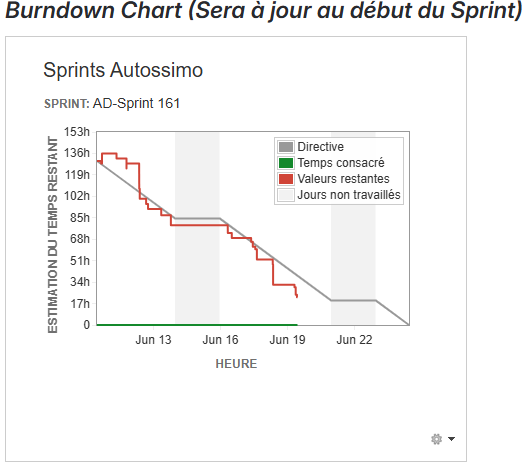 Burndown Chart (Sera à jour au début du Sprint)
Sprints Autossimo
SPRINT: AD-Sprint 161
ESTIMATION DU TEMPS RESTANT
153h
136h
119h
102h
85h
68h
51h
34h
17h
0
Directive
Temps consacré
Valeurs restantes
Jours non travaillés
Jun 13 Jun 16 Jun 19 Jun 22
HEURE